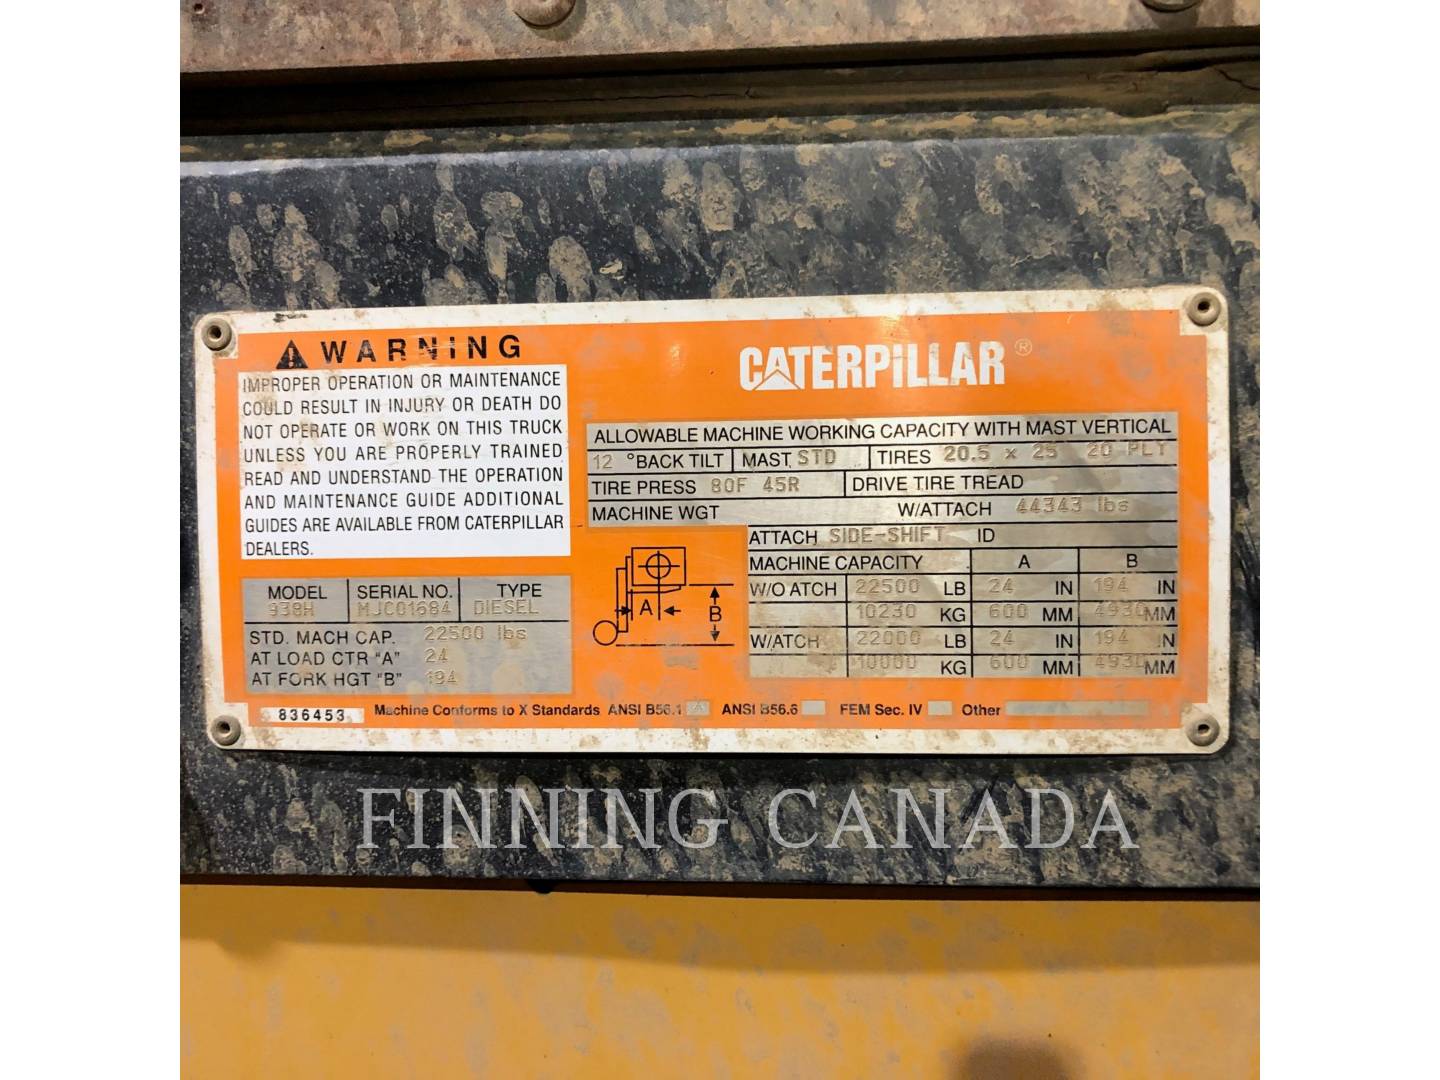 WARNING
IMPROPER OPERATION OR MAINTENANCE
COULD RESULT IN INJURY OR DEATH DO
NOT OPERATE OR WORK ON THIS TRUCK
UNLESS YOU ARE PROPERLY TRAINED
READ AND UNDERSTAND THE OPERATION
AND MAINTENANCE GUIDE ADDITIONAL
GUIDES ARE AVAILABLE FROM CATERPILLAR
DEALERS.
MODEL SERIAL NO. TYPE
938H MJC01684 DIESEL
STD. MACH CAP. 22500 lbs
AT LOAD CTR "A" 24
AT FORK HGT "B" 194
CATERPILLAR®
ALLOWABLE MACHINE WORKING CAPACITY WITH MAST VERTICAL
12 °BACK TILT MAST STD TIRES 20.5 x 25 20 PLY
TIRE PRESS 80F 45R DRIVE TIRE TREAD
MACHINE WGT W/ATTACH 44343 lbs
ATTACH SIDE-SHIFT ID
MACHINE CAPACITY A B
W/O ATCH 22500 LB 24 IN 194 IN
10230 KG 600 MM 4930 MM
W/ATCH 22000 LB 24 IN 194 IN
10000 KG 600 MM 4930 MM
A B
836453 Machine Conforms to X Standards ANSI B56.1 ANSI B56.6 FEM Sec. IV Other
FINNING CANADA